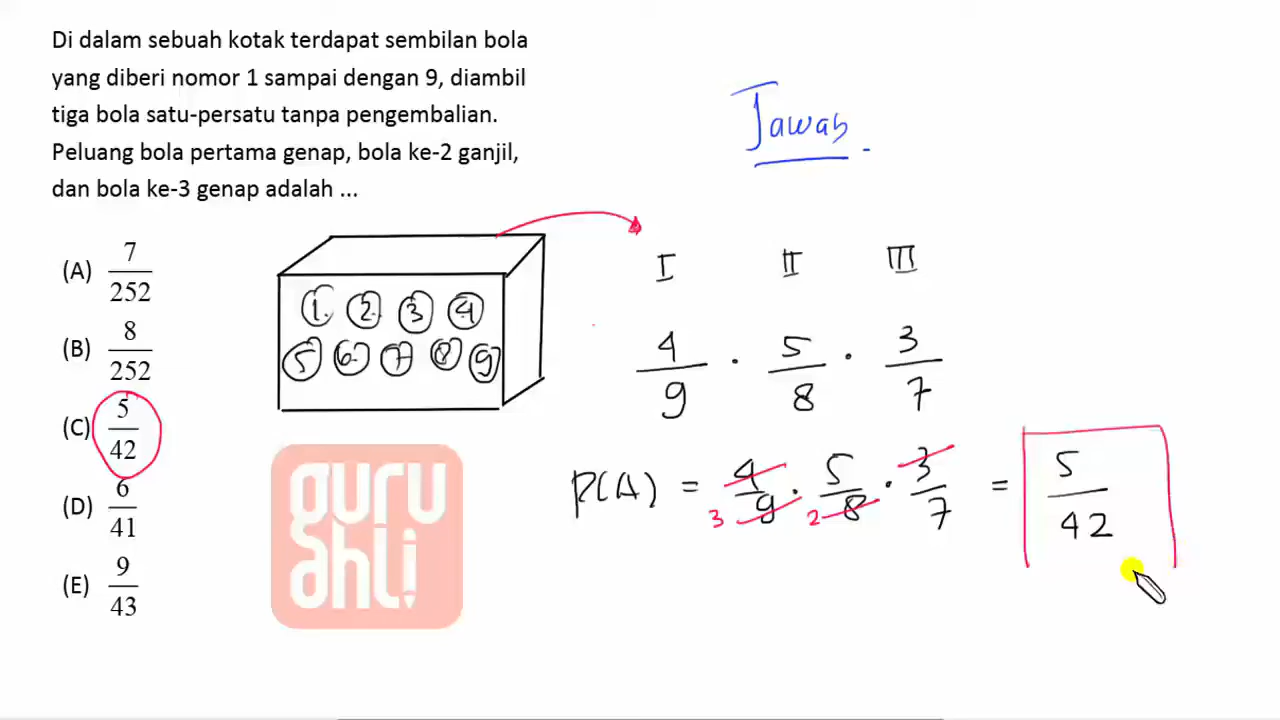 Di dalam sebuah kotak terdapat sembilan bola
yang diberi nomor 1 sampai dengan 9, diambil
tiga bola satu-persatu tanpa pengembalian.
Peluang bola pertama genap, bola ke-2 ganjil,
dan bola ke-3 genap adalah ...
(A) 7/252
(B) 8/252
(C) 5/42
(D) 6/41
(E) 9/43
1 2 3 4
5 6 7 8 9
guru
ahli
Jawab.
I II III
4/9 · 5/8 · 3/7
P(A) = 4/9 · 5/8 · 3/7 = 5/42
3 2